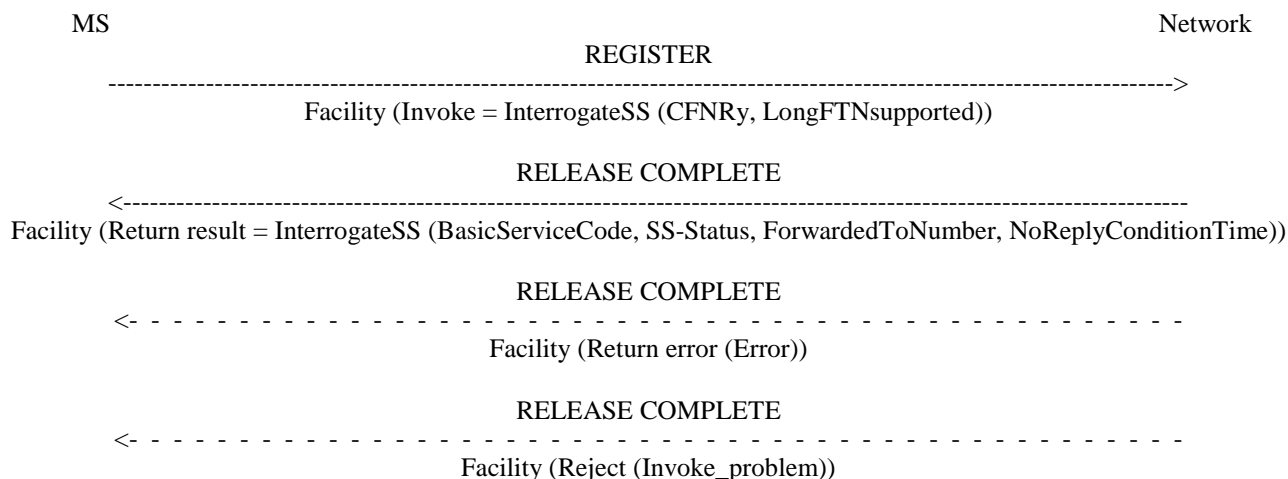 MS Network
REGISTER
Facility (Invoke = InterrogateSS (CFNRy, LongFTNsupported))
RELEASE COMPLETE
Facility (Return result = InterrogateSS (BasicServiceCode, SS-Status, ForwardedToNumber, NoReplyConditionTime))
RELEASE COMPLETE
Facility (Return error (Error))
RELEASE COMPLETE
Facility (Reject (Invoke_problem))